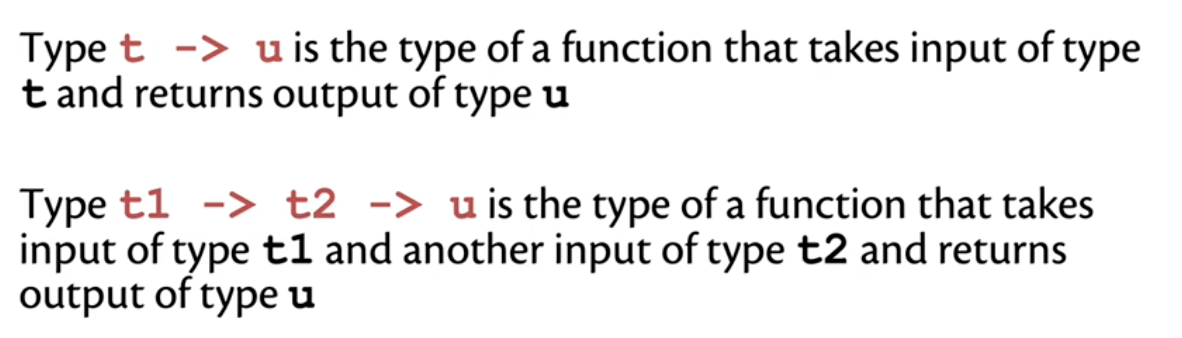 Type t -> u is the type of a function that takes input of type
t and returns output of type u
Type t1 -> t2 -> u is the type of a function that takes
input of type t1 and another input of type t2 and returns
output of type u